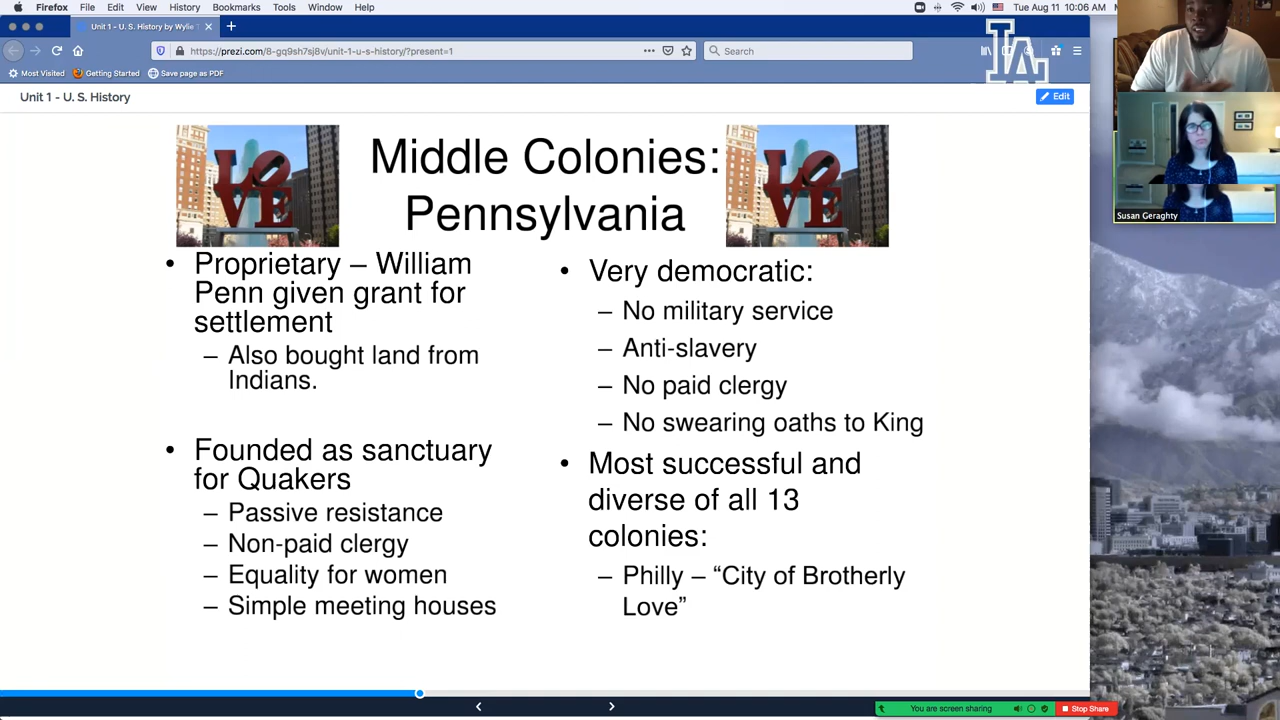 Firefox File Edit View History Bookmarks Tools Window Help Tue Aug 11 10:06 AM
Unit 1 - U. S. History by Wylie
https://prezi.com/8-gq9sh7sj8v/unit-1-u-s-history/?present=1
Search
LA
Most Visited Getting Started Save page as PDF
Unit 1 - U. S. History
Edit
LOVE
LOVE
Middle Colonies:
Pennsylvania
• Proprietary – William
Penn given grant for
settlement
– Also bought land from
Indians.
• Founded as sanctuary
for Quakers
– Passive resistance
– Non-paid clergy
– Equality for women
– Simple meeting houses
• Very democratic:
– No military service
– Anti-slavery
– No paid clergy
– No swearing oaths to King
• Most successful and
diverse of all 13
colonies:
– Philly – “City of Brotherly
Love”
Susan Geraghty
You are screen sharing
Stop Share